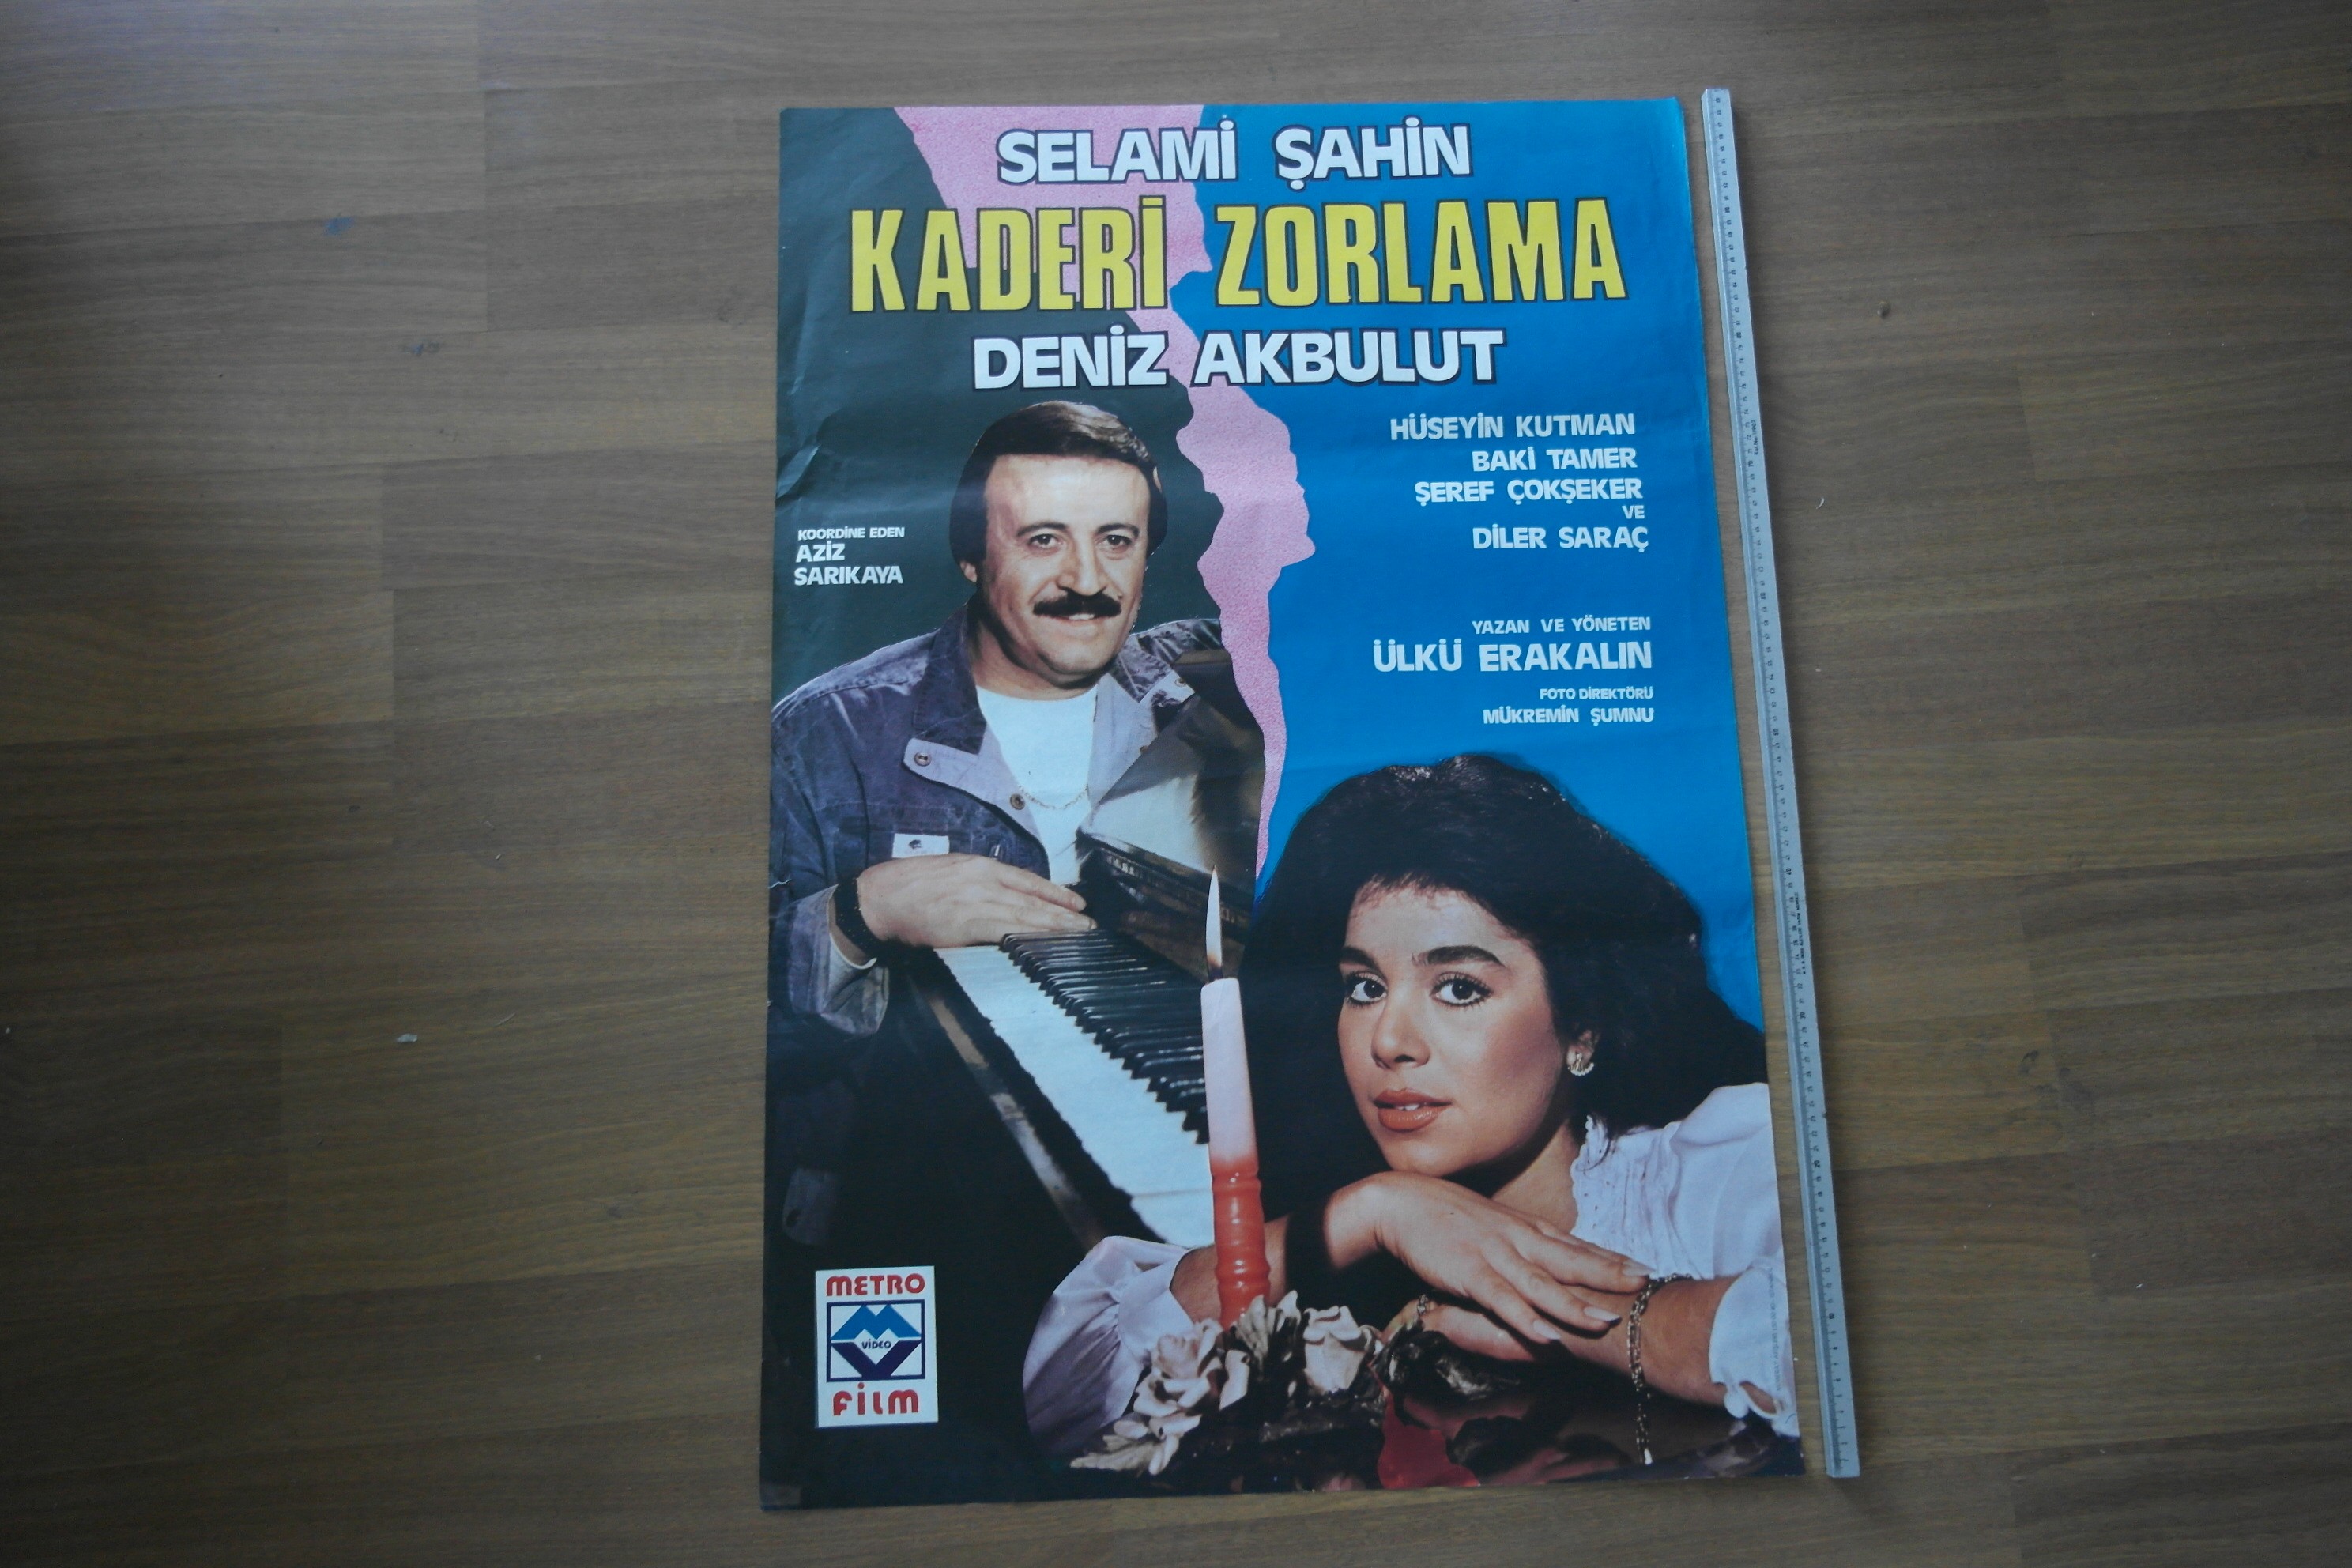 SELAMİ ŞAHİN
KADERİ ZORLAMA
DENİZ AKBULUT
HÜSEYİN KUTMAN
BAKİ TAMER
ŞEREF ÇOKŞEKER
VE
DİLER SARAÇ
KOORDİNE EDEN
AZİZ
SARIKAYA
YAZAN VE YÖNETEN
ÜLKÜ ERAKALIN
FOTO DİREKTÖRÜ
MÜKREMİN ŞUMNU
METRO
VİDEO
FİLM